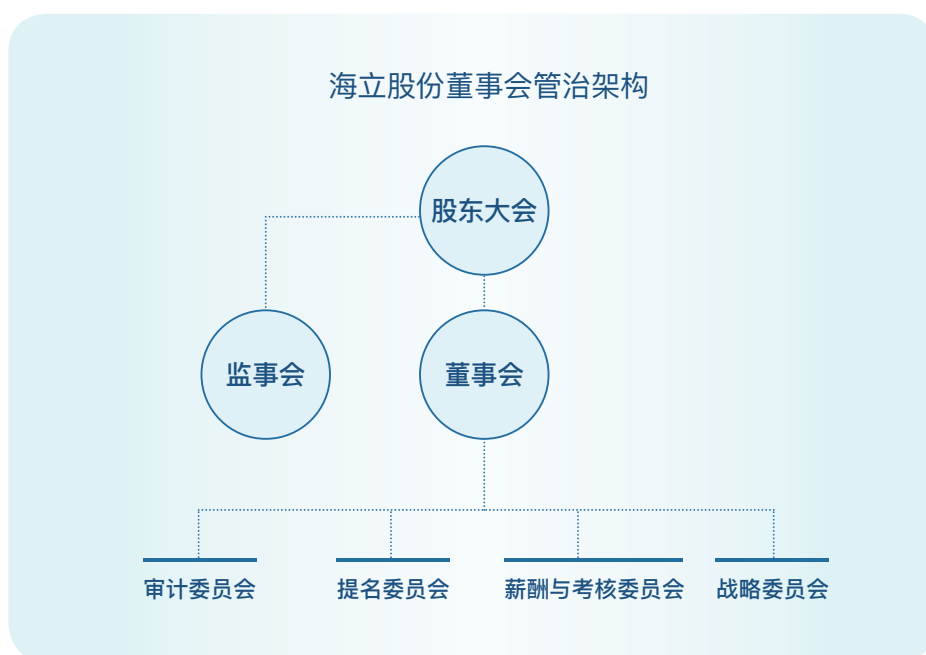 海立股份董事会管治架构
股东大会
监事会
董事会
审计委员会
提名委员会
薪酬与考核委员会
战略委员会